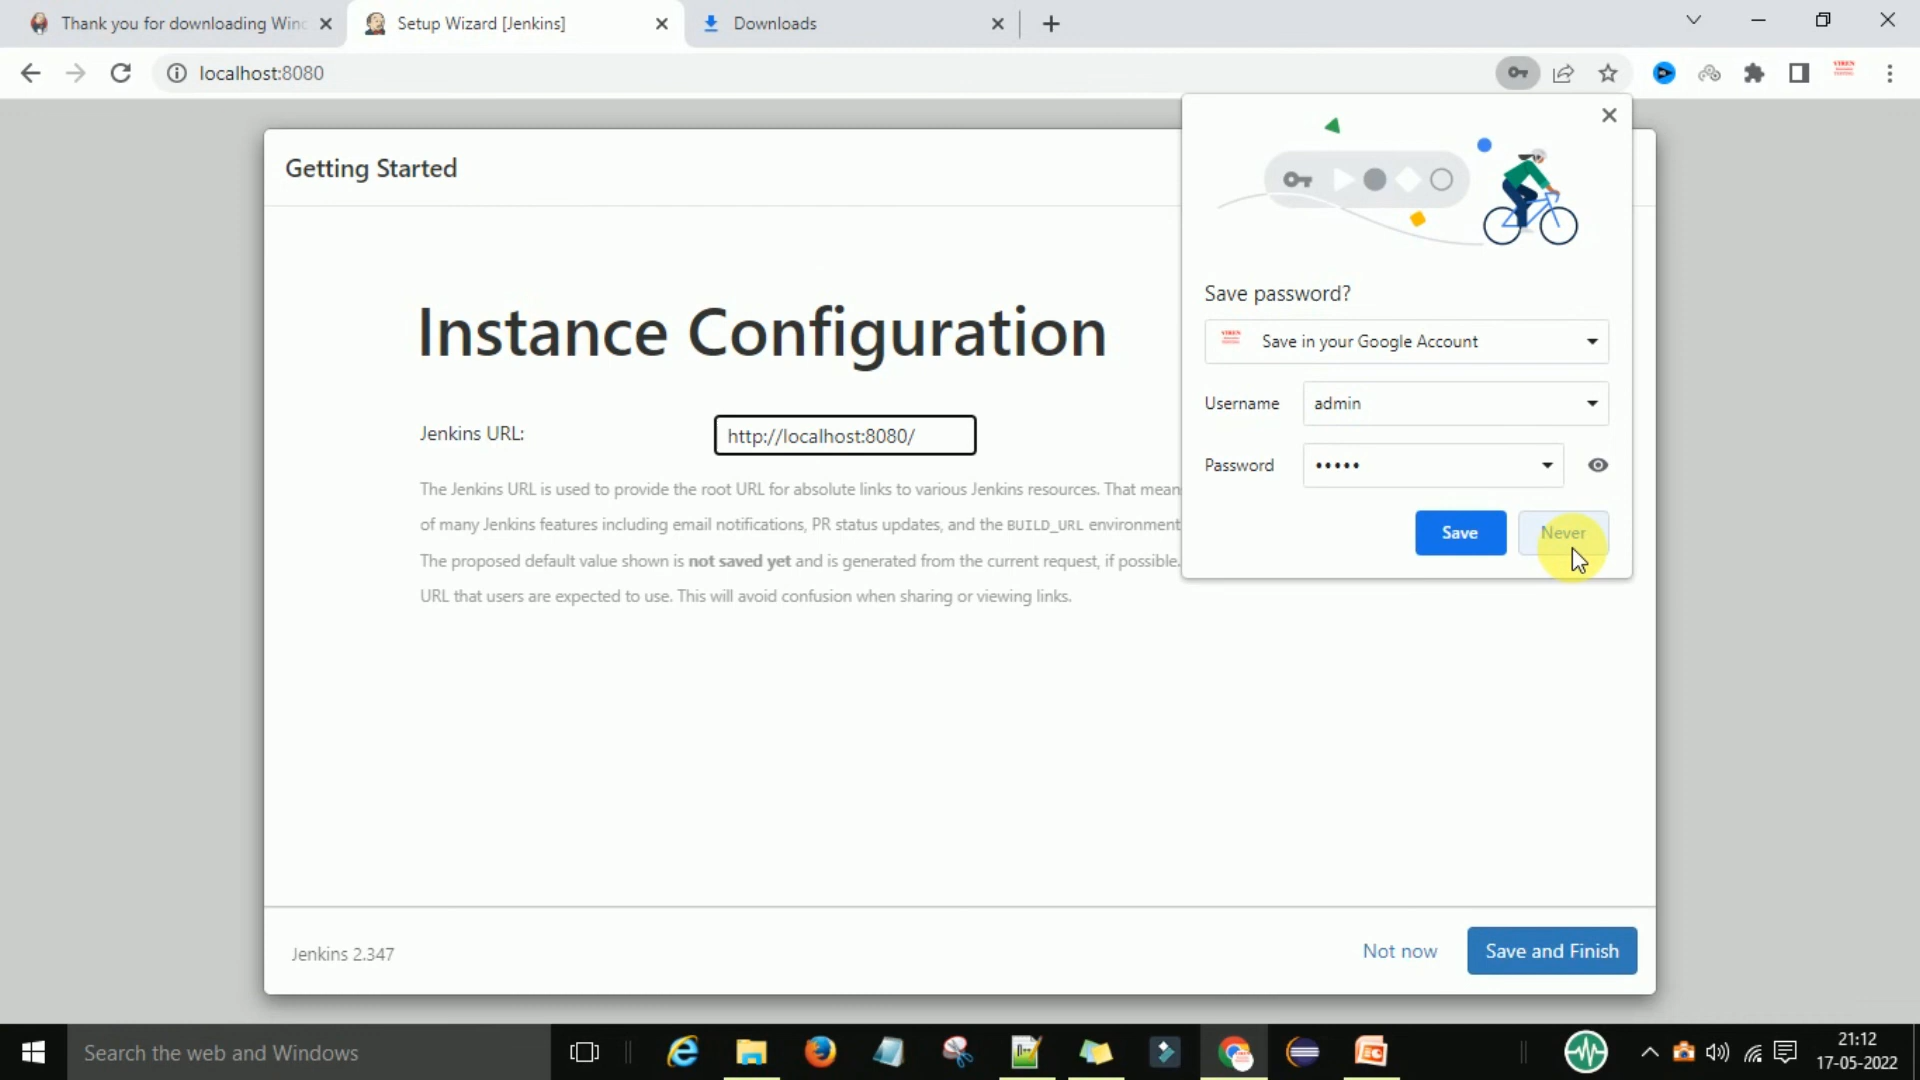 Thank you for downloading Winc
Setup Wizard [Jenkins]
Downloads
localhost:8080
VIREN
Getting Started
Instance Configuration
Jenkins URL:
http://localhost:8080/
The Jenkins URL is used to provide the root URL for absolute links to various Jenkins resources. That mean
of many Jenkins features including email notifications, PR status updates, and the BUILD_URL environment
The proposed default value shown is not saved yet and is generated from the current request, if possible.
URL that users are expected to use. This will avoid confusion when sharing or viewing links.
Save password?
VIREN
Save in your Google Account
Username
admin
Password
•••••
Save
Never
Jenkins 2.347
Not now
Save and Finish
Search the web and Windows
21:12
17-05-2022